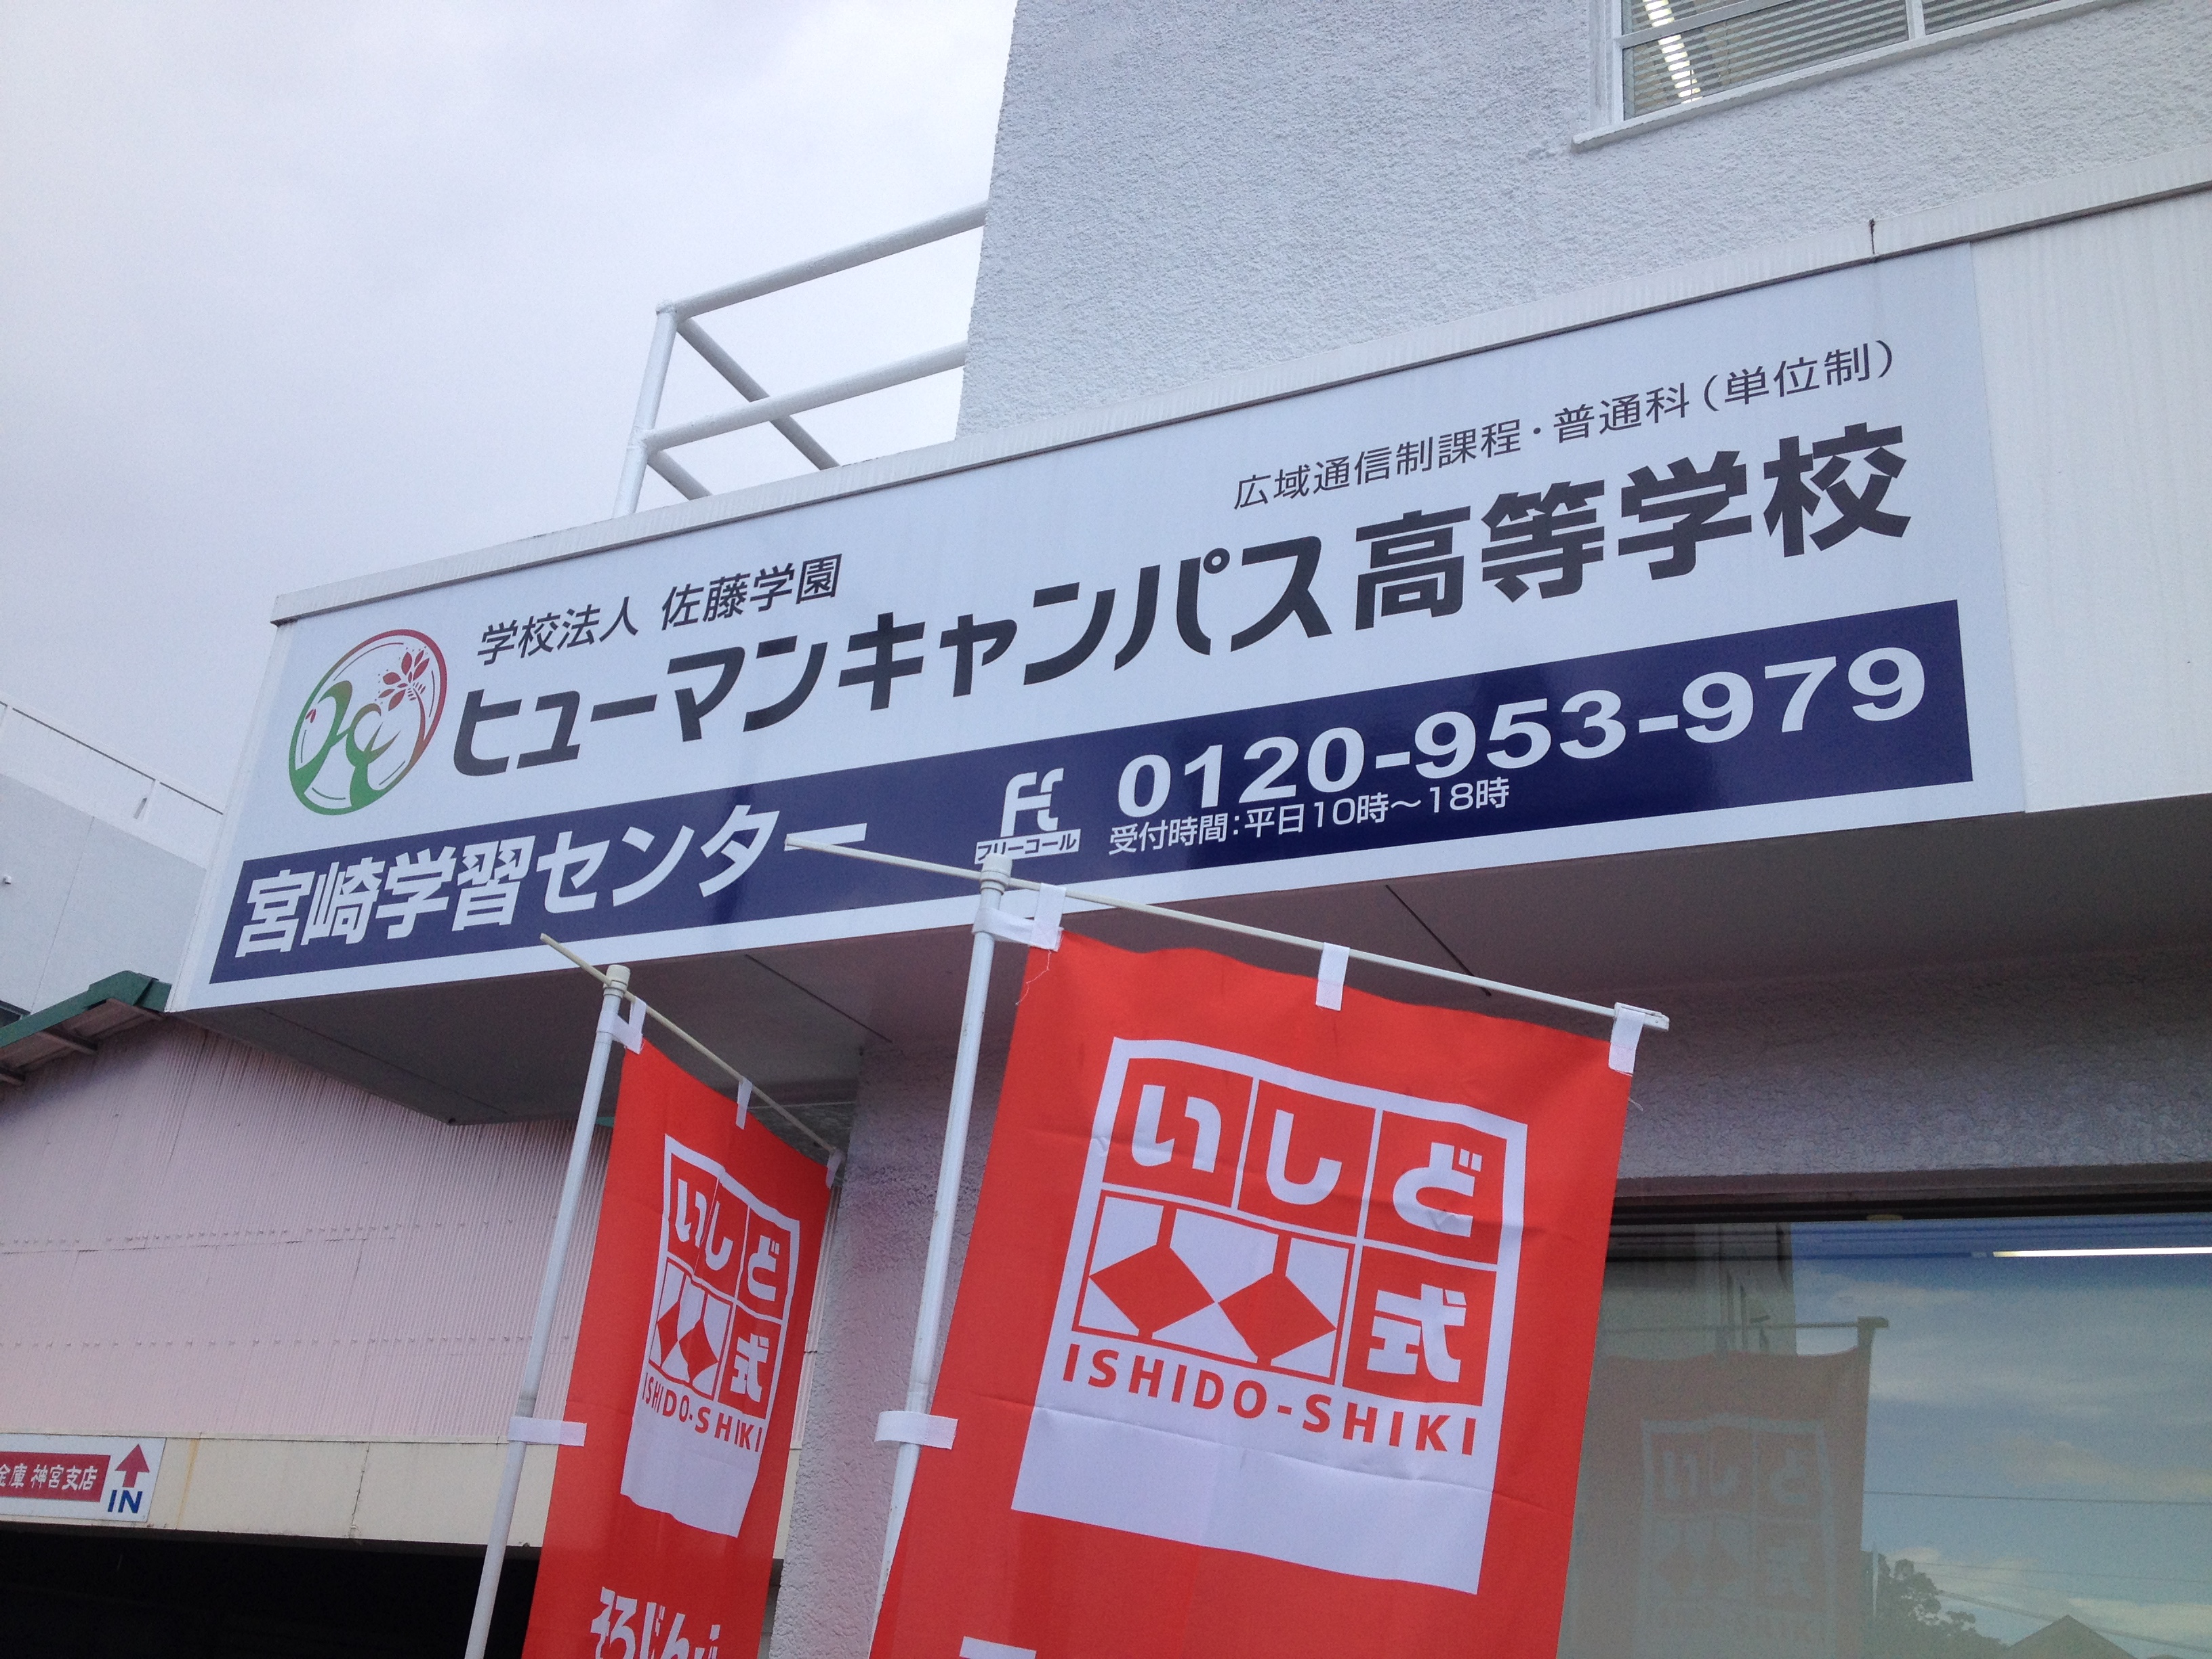 広域通信制課程・普通科(単位制)
学校法人 佐藤学園
ヒューマンキャンパス高等学校
宮崎学習センター
フリーコール
0120-953-979
受付時間:平日10時〜18時
いしど
式
ISHIDO-SHIKI
いしど
式
ISHIDO-SHIKI
金庫 神宮支店
IN